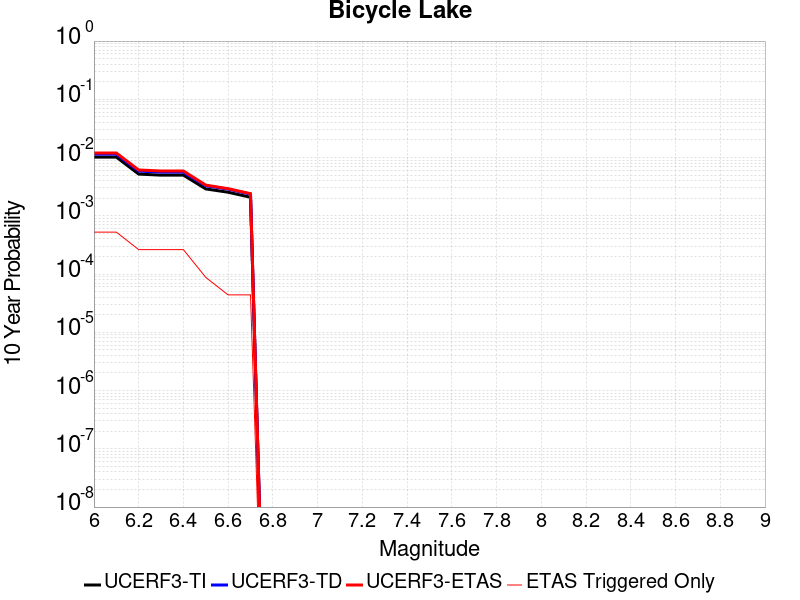 Bicycle Lake
10 0
10 -1
10 -2
10 -3
10 -4
10 -5
10 -6
10 -7
10 -8
10 Year Probability
6 6.2 6.4 6.6 6.8 7 7.2 7.4 7.6 7.8 8 8.2 8.4 8.6 8.8 9
Magnitude
UCERF3-TI UCERF3-TD UCERF3-ETAS ETAS Triggered Only